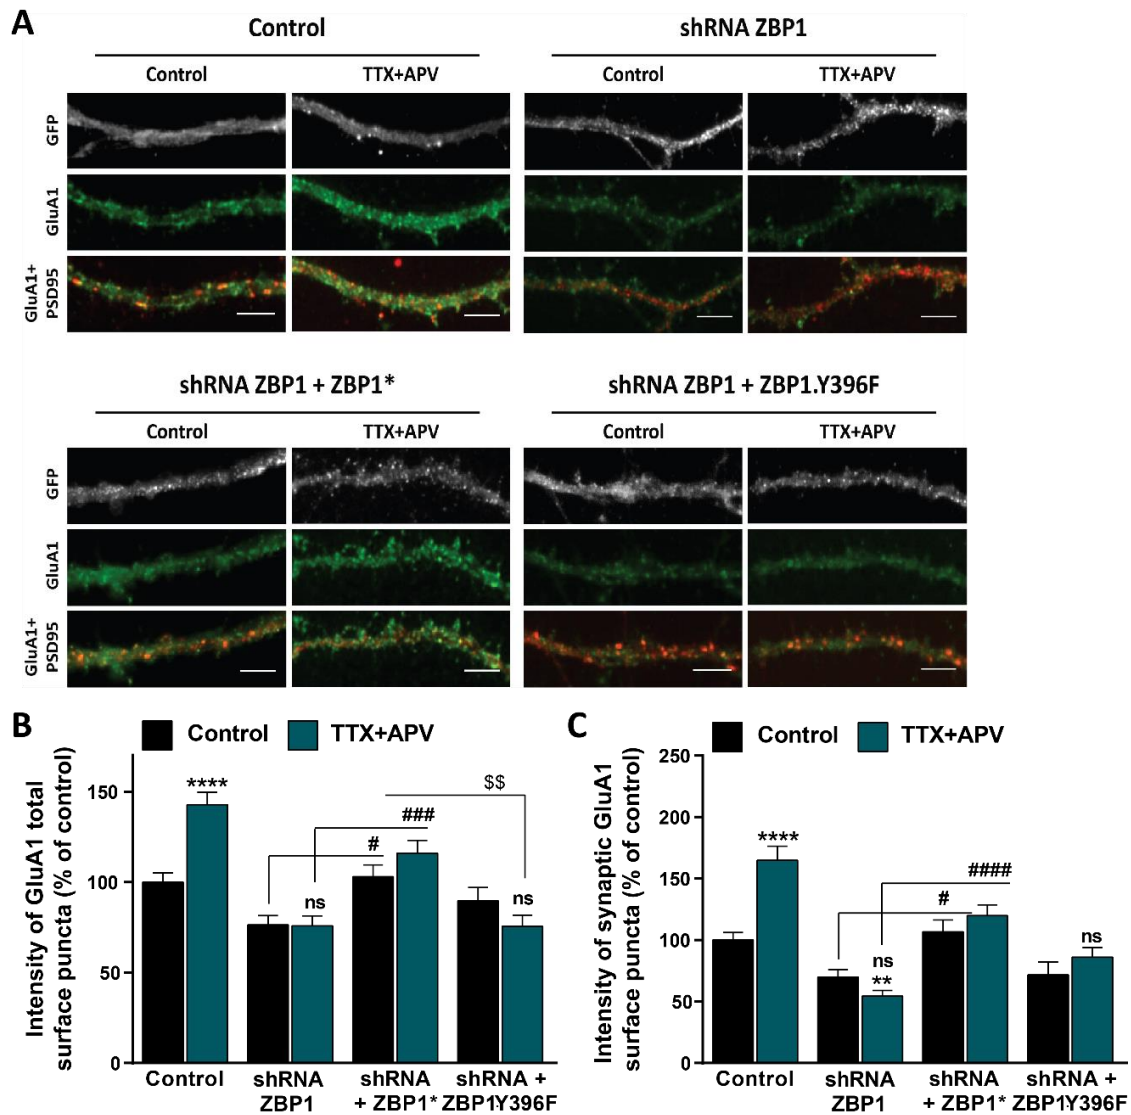 A
Control
shRNA ZBP1
Control
TTX+APV
Control
TTX+APV
GFP
GluA1
GluA1+
PSD95
shRNA ZBP1 + ZBP1*
shRNA ZBP1 + ZBP1.Y396F
Control
TTX+APV
Control
TTX+APV
GFP
GluA1
GluA1+
PSD95
B
Control
TTX+APV
Intensity of GluA1 total
surface puncta (% of control)
150
100
50
0
****
ns
#
###
$$
ns
Control
shRNA
ZBP1
shRNA
+ ZBP1*
shRNA +
ZBP1.Y396F
C
Control
TTX+APV
Intensity of synaptic GluA1
surface puncta (% of control)
250
200
150
100
50
0
****
ns
**
#
####
ns
Control
shRNA
ZBP1
shRNA
+ ZBP1*
shRNA +
ZBP1.Y396F